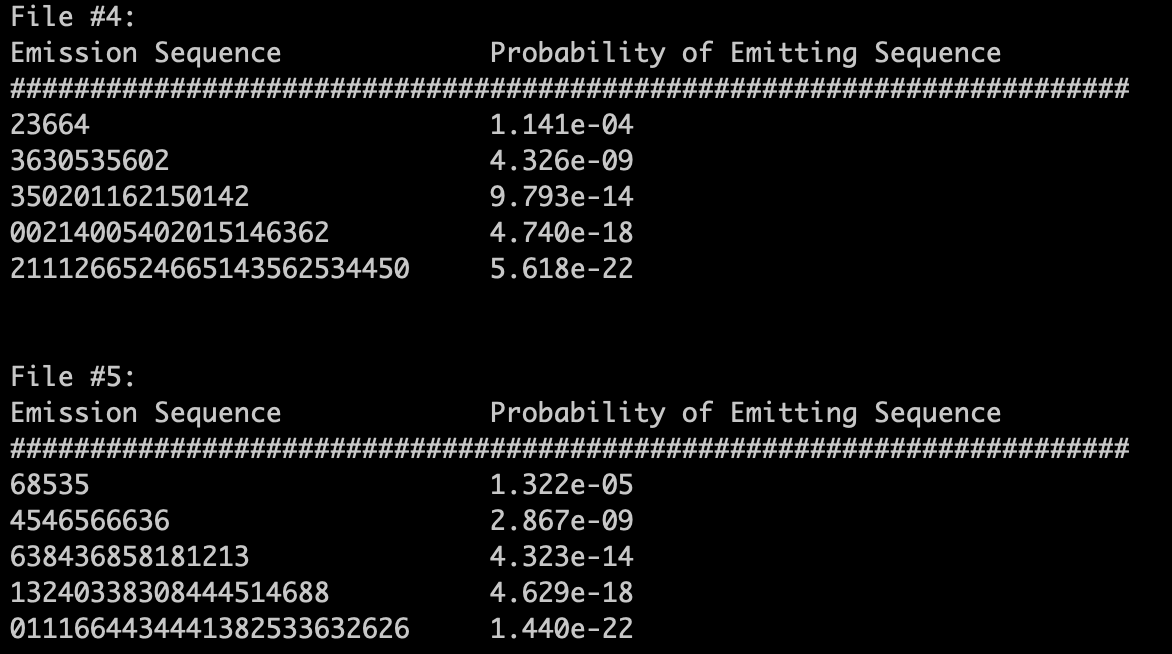 File #4:
Emission Sequence Probability of Emitting Sequence
######################################################################
23664 1.141e-04
3630535602 4.326e-09
350201162150142 9.793e-14
00214005402015146362 4.740e-18
2111266524665143562534450 5.618e-22
File #5:
Emission Sequence Probability of Emitting Sequence
######################################################################
68535 1.322e-05
4546566636 2.867e-09
638436858181213 4.323e-14
13240338308444514688 4.629e-18
0111664434441382533632626 1.440e-22